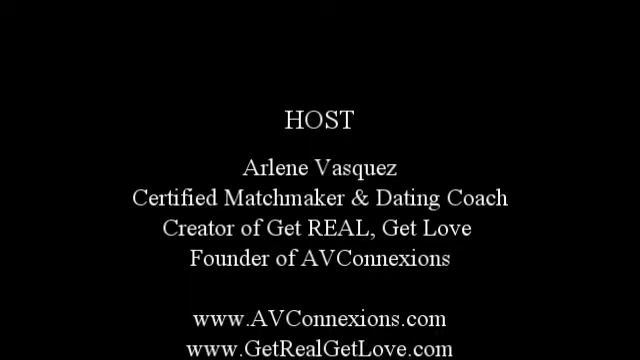 HOST
Arlene Vasquez
Certified Matchmaker & Dating Coach
Creator of Get REAL, Get Love
Founder of AVConnexions
www.AVConnexions.com
www.GetRealGetLove.com